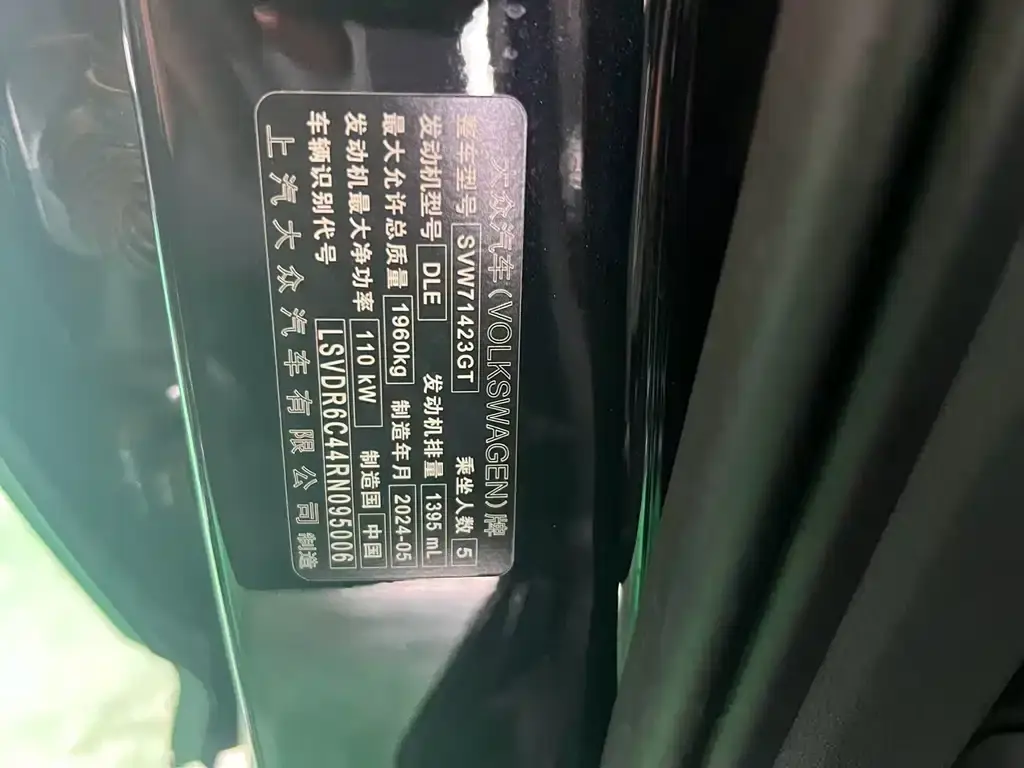 大众汽车(VOLKSWAGEN)牌
整车型号 SVW71423GT 乘坐人数 5
发动机型号 DLE 发动机排量 1395 mL
最大允许总质量 1960kg 制造年月 2024-05
发动机最大净功率 110 kW 制造国 中国
车辆识别代号 LSVDR6C44RN095006
上汽大众汽车有限公司 制造